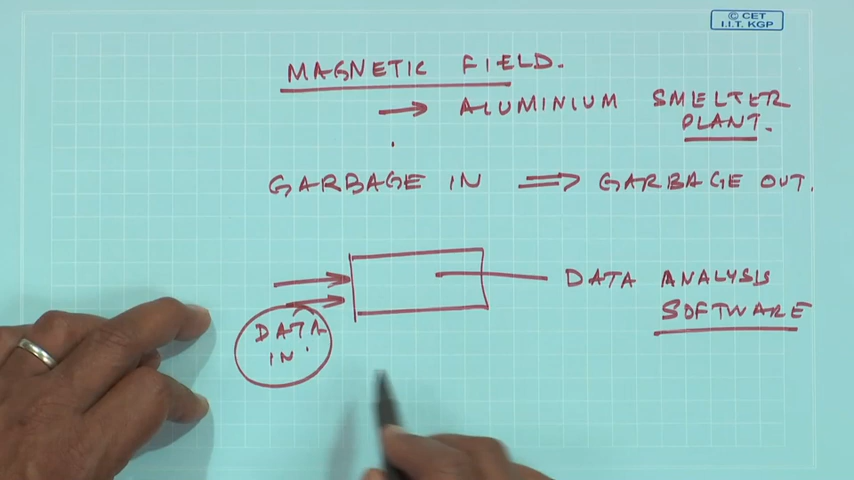 © CET
I.I.T. KGP
MAGNETIC FIELD.
→ ALUMINIUM SMELTER
PLANT.
GARBAGE IN ⇒ GARBAGE OUT.
DATA ANALYSIS
SOFTWARE
DATA
IN